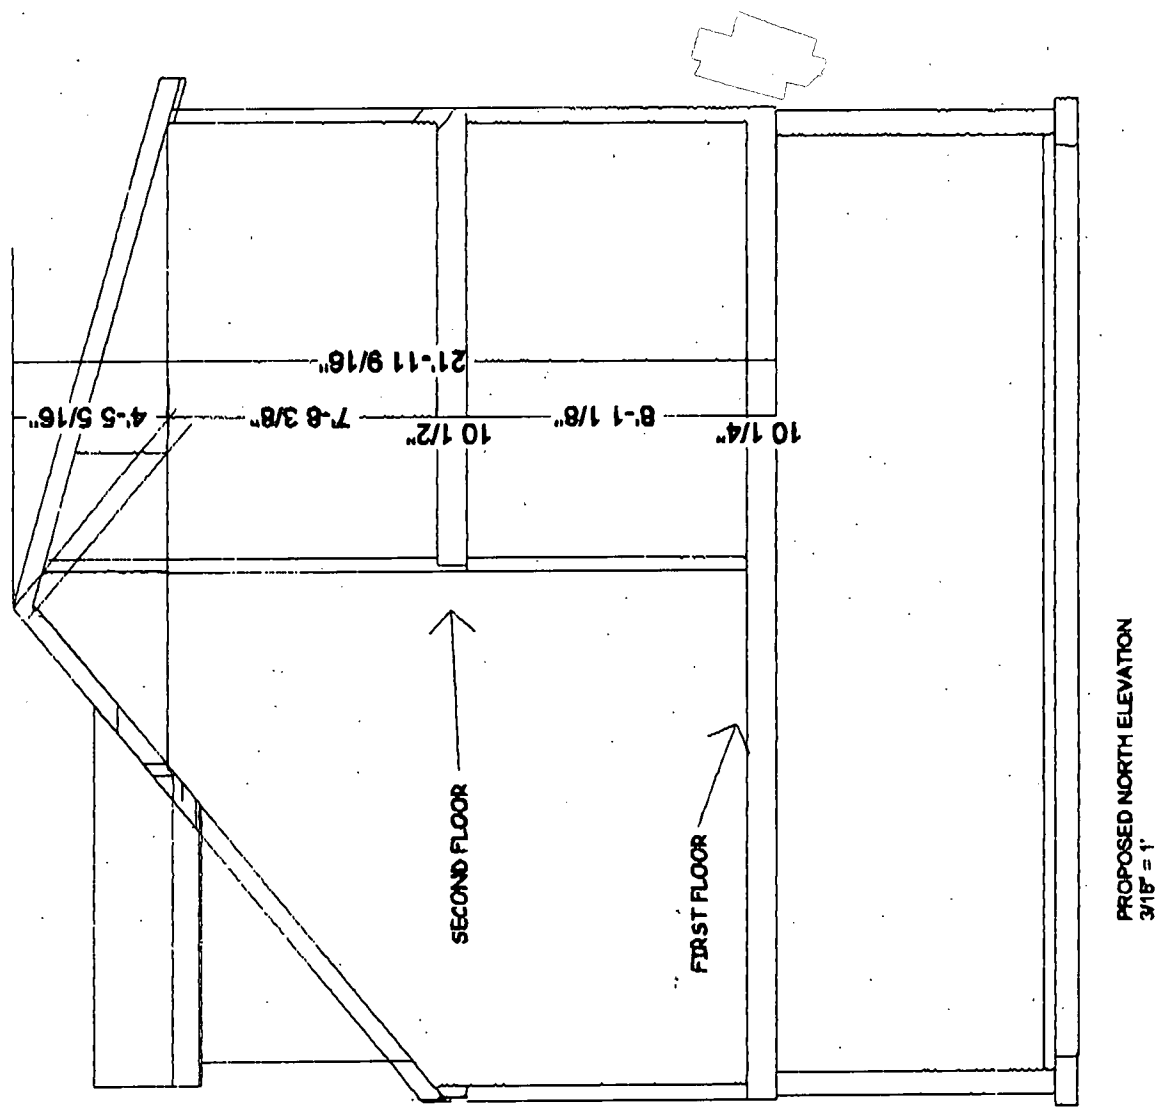 21'-11 9/16"
4'-5 5/16"
7'-8 3/8"
10 1/2"
8'-1 1/8"
10 1/4"
SECOND FLOOR
FIRST FLOOR
PROPOSED NORTH ELEVATION
3/16" = 1'